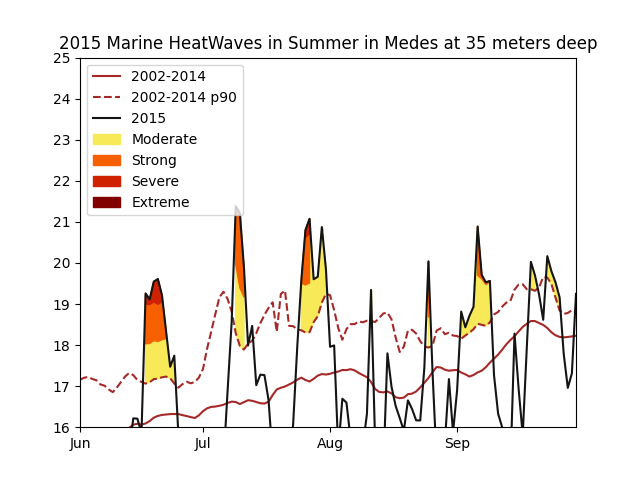 2015 Marine HeatWaves in Summer in Medes at 35 meters deep
25
24
23
22
21
20
19
18
17
16
2002-2014
2002-2014 p90
2015
Moderate
Strong
Severe
Extreme
Jun
Jul
Aug
Sep